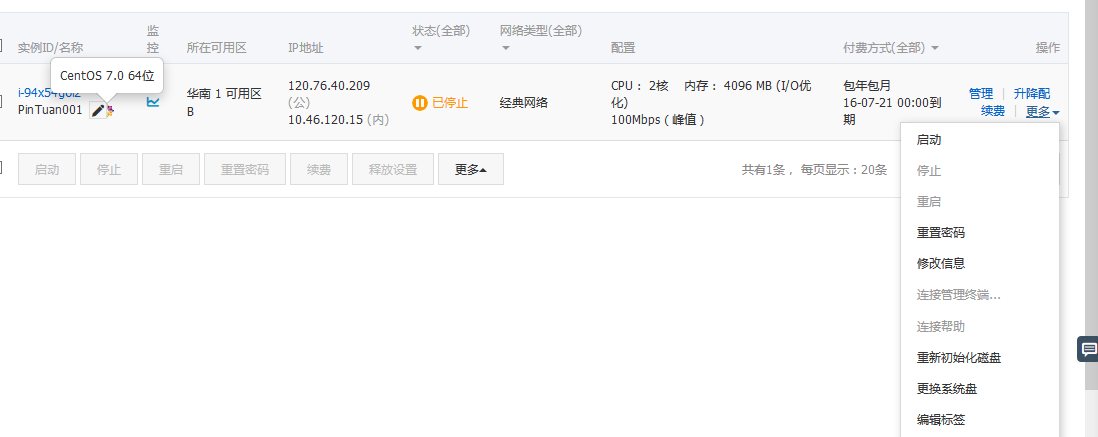 实例ID/名称
监控
所在可用区
IP地址
状态(全部)
网络类型(全部)
配置
付费方式(全部)
操作
CentOS 7.0 64位
PinTuan001
华南 1 可用区
B
120.76.40.209
(公)
10.46.120.15 (内)
已停止
经典网络
CPU： 2核 内存： 4096 MB (I/O优
化)
100Mbps（峰值）
包年包月
16-07-21 00:00到
期
管理 升降配
续费 更多
启动 停止 重启 重置密码 续费 释放设置 更多
共有1条， 每页显示：20条
启动
停止
重启
重置密码
修改信息
连接管理终端...
连接帮助
重新初始化磁盘
更换系统盘
编辑标签